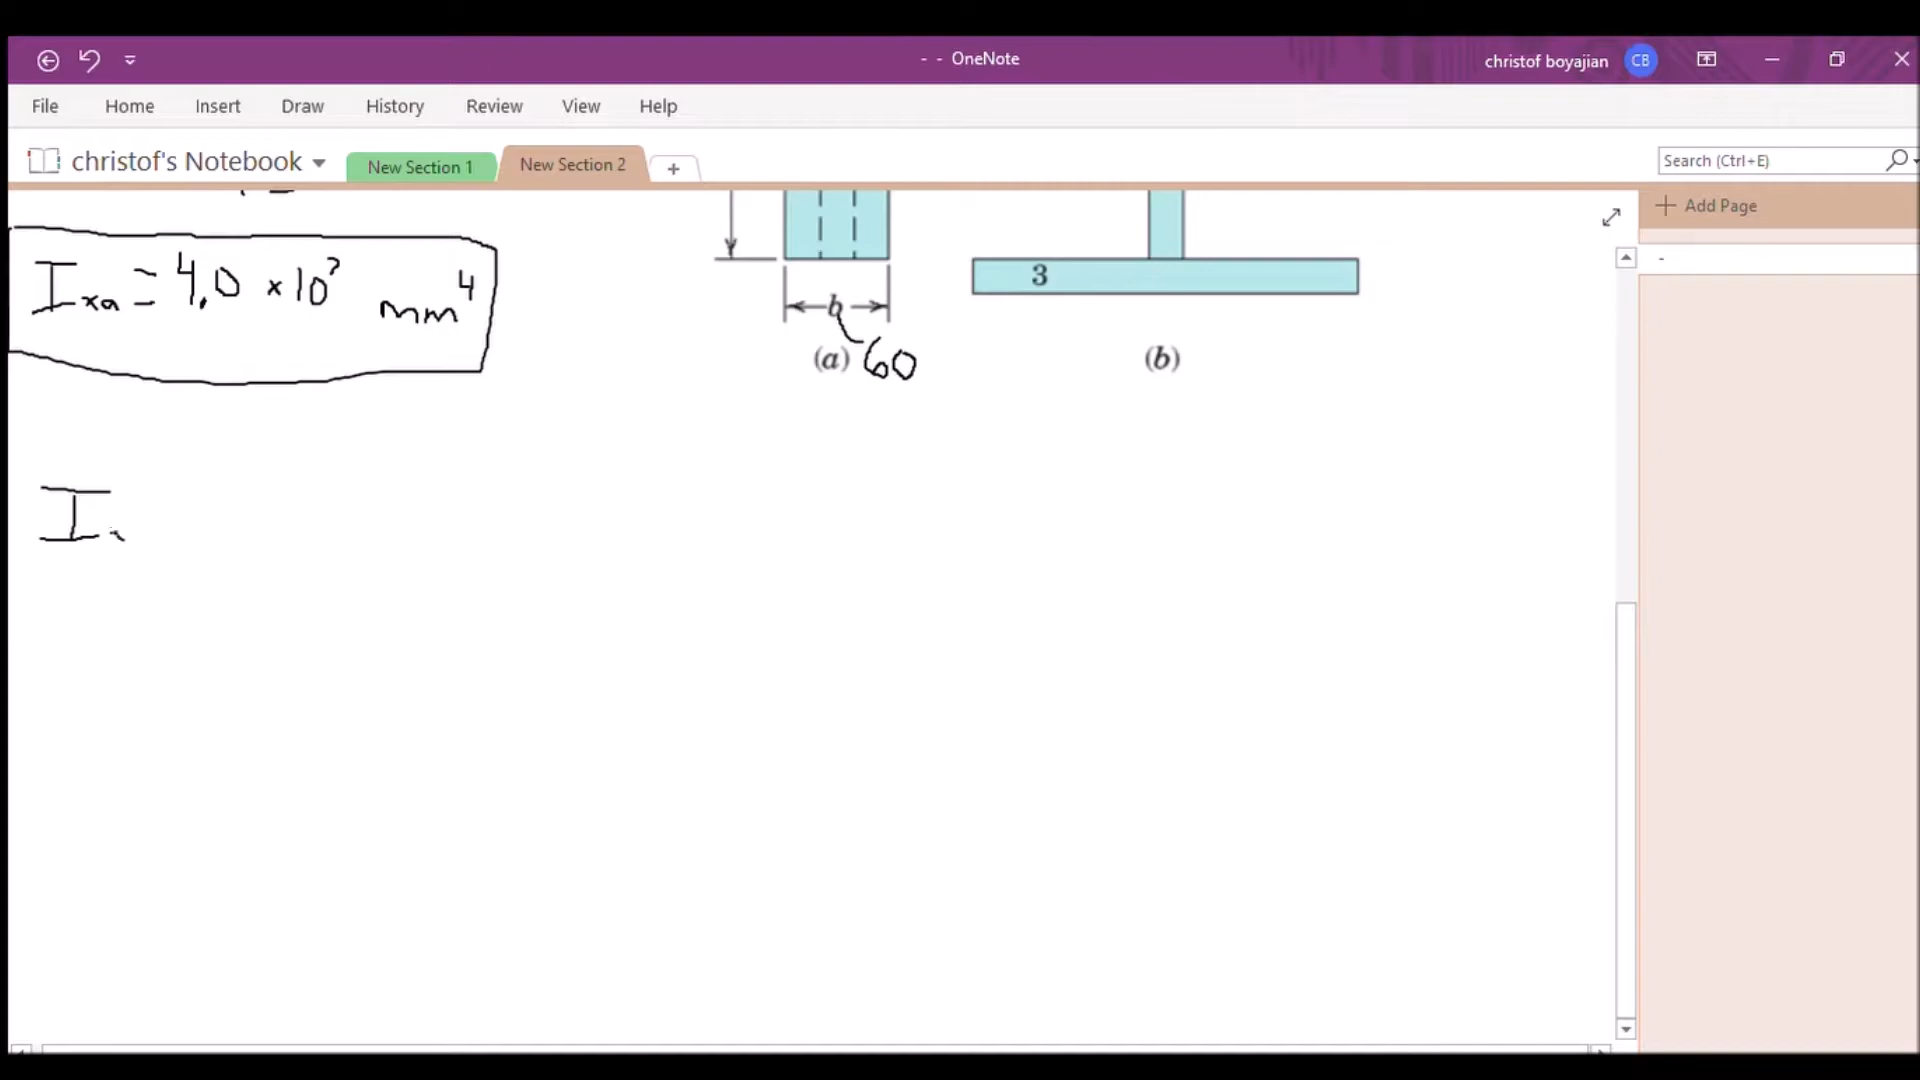 - - OneNote
christof boyajian CB
File Home Insert Draw History Review View Help
christof's Notebook New Section 1 New Section 2 +
Search (Ctrl+E)
Add Page
-
I xa = 4.0 × 10⁷ mm⁴
3
b
(a) 60 (b)
I